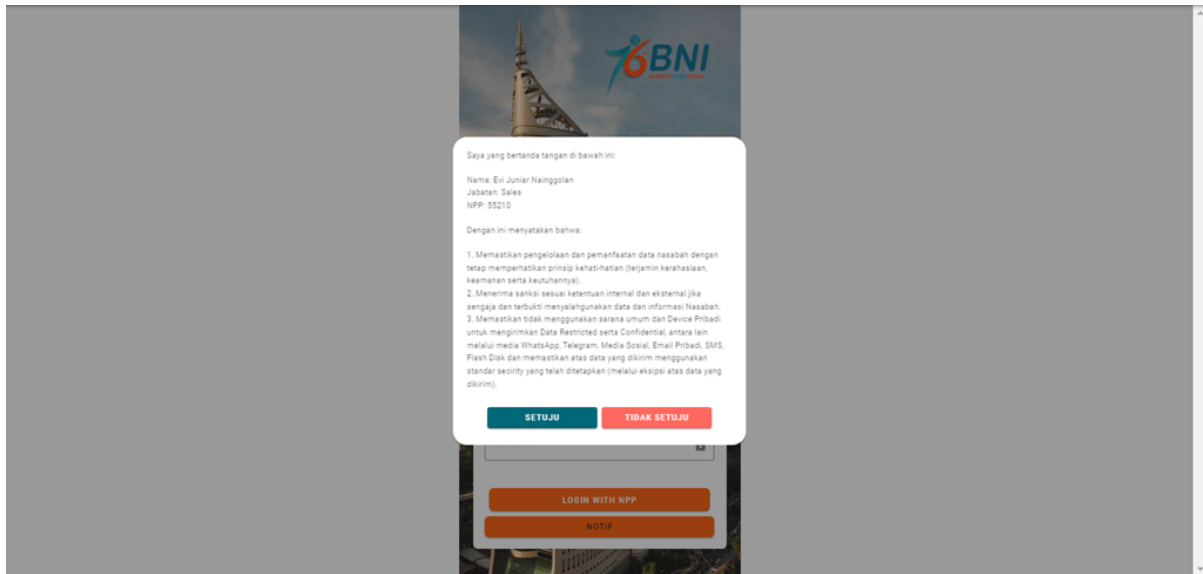 76 BNI
Saya yang bertanda tangan di bawah ini:
Nama: Evi Juniar Nainggolan
Jabatan: Sales
NPP: 55210
Dengan ini menyatakan bahwa:
1. Memastikan pengelolaan dan pemanfaatan data nasabah dengan
tetap memperhatikan prinsip kehati-hatian (terjamin kerahasiaan,
keamanan serta keutuhannya).
2. Menerima sanksi sesuai ketentuan internal dan eksternal jika
sengaja dan terbukti menyalahgunakan data dan informasi Nasabah.
3. Memastikan tidak menggunakan sarana umum dan Device Pribadi
untuk mengirimkan Data Restricted serta Confidential, antara lain
melalui media WhatsApp, Telegram, Media Sosial, Email Pribadi, SMS,
Flash Disk dan memastikan atas data yang dikirim menggunakan
standar secirity yang telah ditetapkan (melalui eksipsi atas data yang
dikirim).
SETUJU TIDAK SETUJU
LOGIN WITH NPP
NOTIF